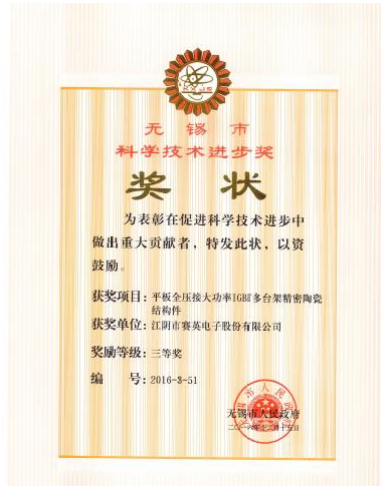 无锡市
科学技术进步奖
奖状
为表彰在促进科学技术进步中
做出重大贡献者，特发此状，以资
鼓励。
获奖项目：平板全压接大功率IGBT多台架精密陶瓷
结构件
获奖单位：江阴市赛英电子股份有限公司
奖励等级：三等奖
编 号：2016-3-51
无锡市人民政府